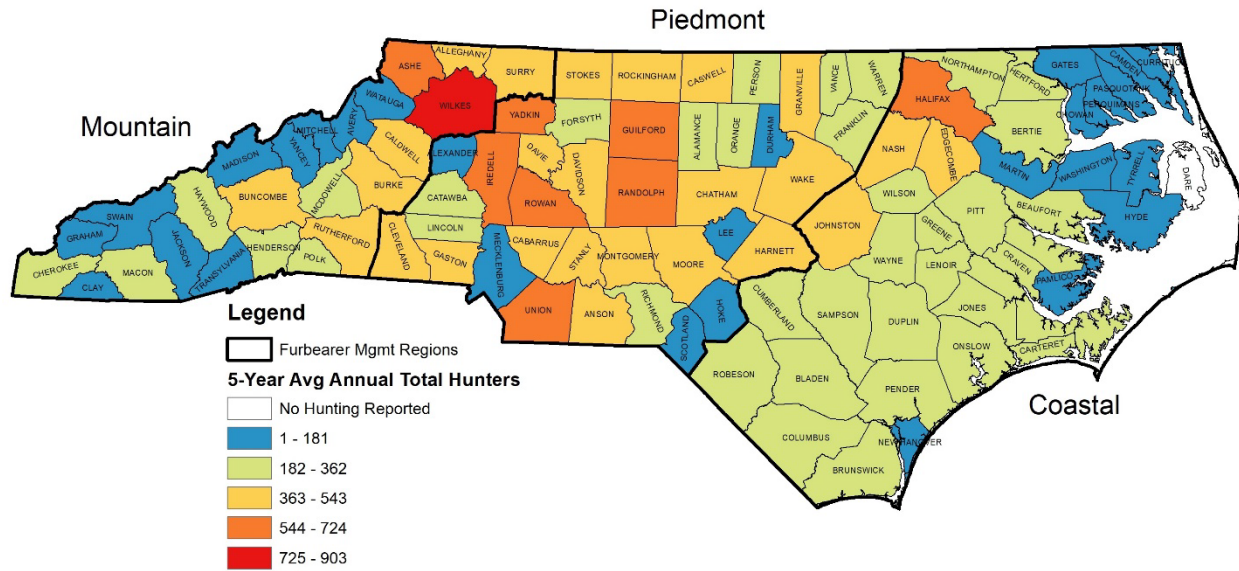 Piedmont
Mountain
Coastal
ASHE
ALLEGHANY
SURRY
STOKES
ROCKINGHAM
CASWELL
PERSON
GRANVILLE
VANCE
WARREN
NORTHAMPTON
HERTFORD
GATES
CAMDEN
CURRITUCK
PASQUOTANK
PERQUIMANS
CHOWAN
WATAUGA
WILKES
YADKIN
FORSYTH
GUILFORD
ALAMANCE
ORANGE
DURHAM
FRANKLIN
HALIFAX
BERTIE
MITCHELL
AVERY
YANCEY
MADISON
CALDWELL
LEXANDER
IREDELL
DAVIE
DAVIDSON
RANDOLPH
CHATHAM
WAKE
NASH
EDGECOMBE
MARTIN
WASHINGTON
TYRRELL
DARE
HAYWOOD
BUNCOMBE
MCDOWELL
BURKE
CATAWBA
ROWAN
WILSON
PITT
BEAUFORT
HYDE
SWAIN
GRAHAM
JACKSON
HENDERSON
RUTHERFORD
LINCOLN
LEE
JOHNSTON
GREENE
CHEROKEE
MACON
CLAY
TRANSYLVANIA
POLK
CLEVELAND
GASTON
MECKLENBURG
CABARRUS
STANLY
MONTGOMERY
MOORE
HARNETT
WAYNE
LENOIR
CRAVEN
PAMLICO
UNION
ANSON
RICHMOND
SCOTLAND
HOKE
CUMBERLAND
SAMPSON
DUPLIN
JONES
ONSLOW
CARTERET
ROBESON
BLADEN
PENDER
COLUMBUS
NEW HANOVER
BRUNSWICK
Legend
Furbearer Mgmt Regions
5-Year Avg Annual Total Hunters
No Hunting Reported
1 - 181
182 - 362
363 - 543
544 - 724
725 - 903